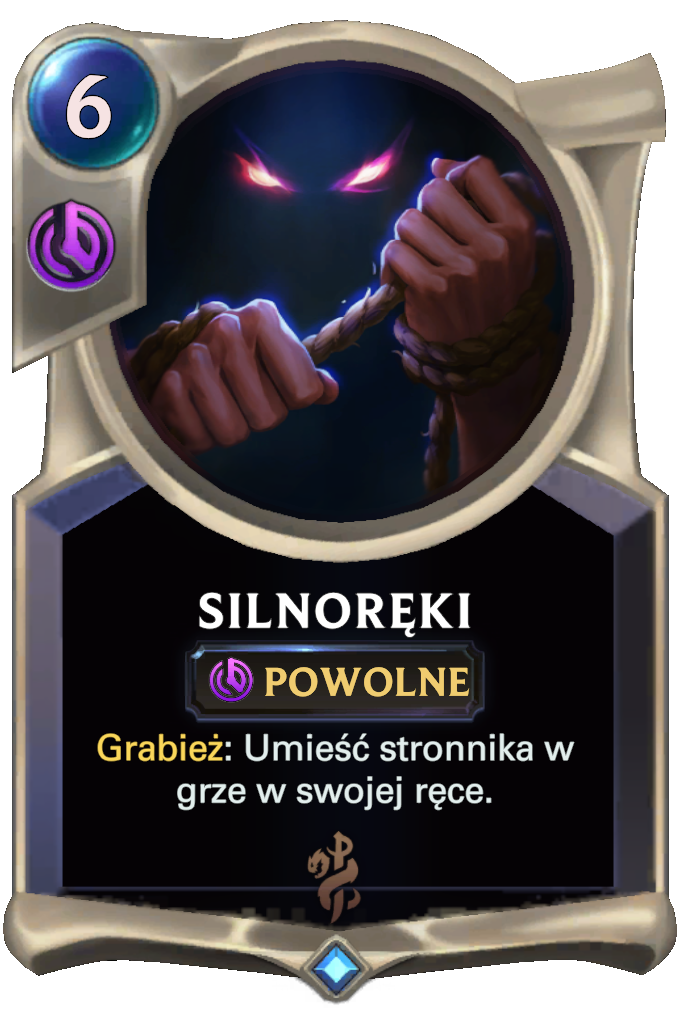 6
SILNORĘKI
POWOLNE
Grabież: Umieść stronnika w
grze w swojej ręce.